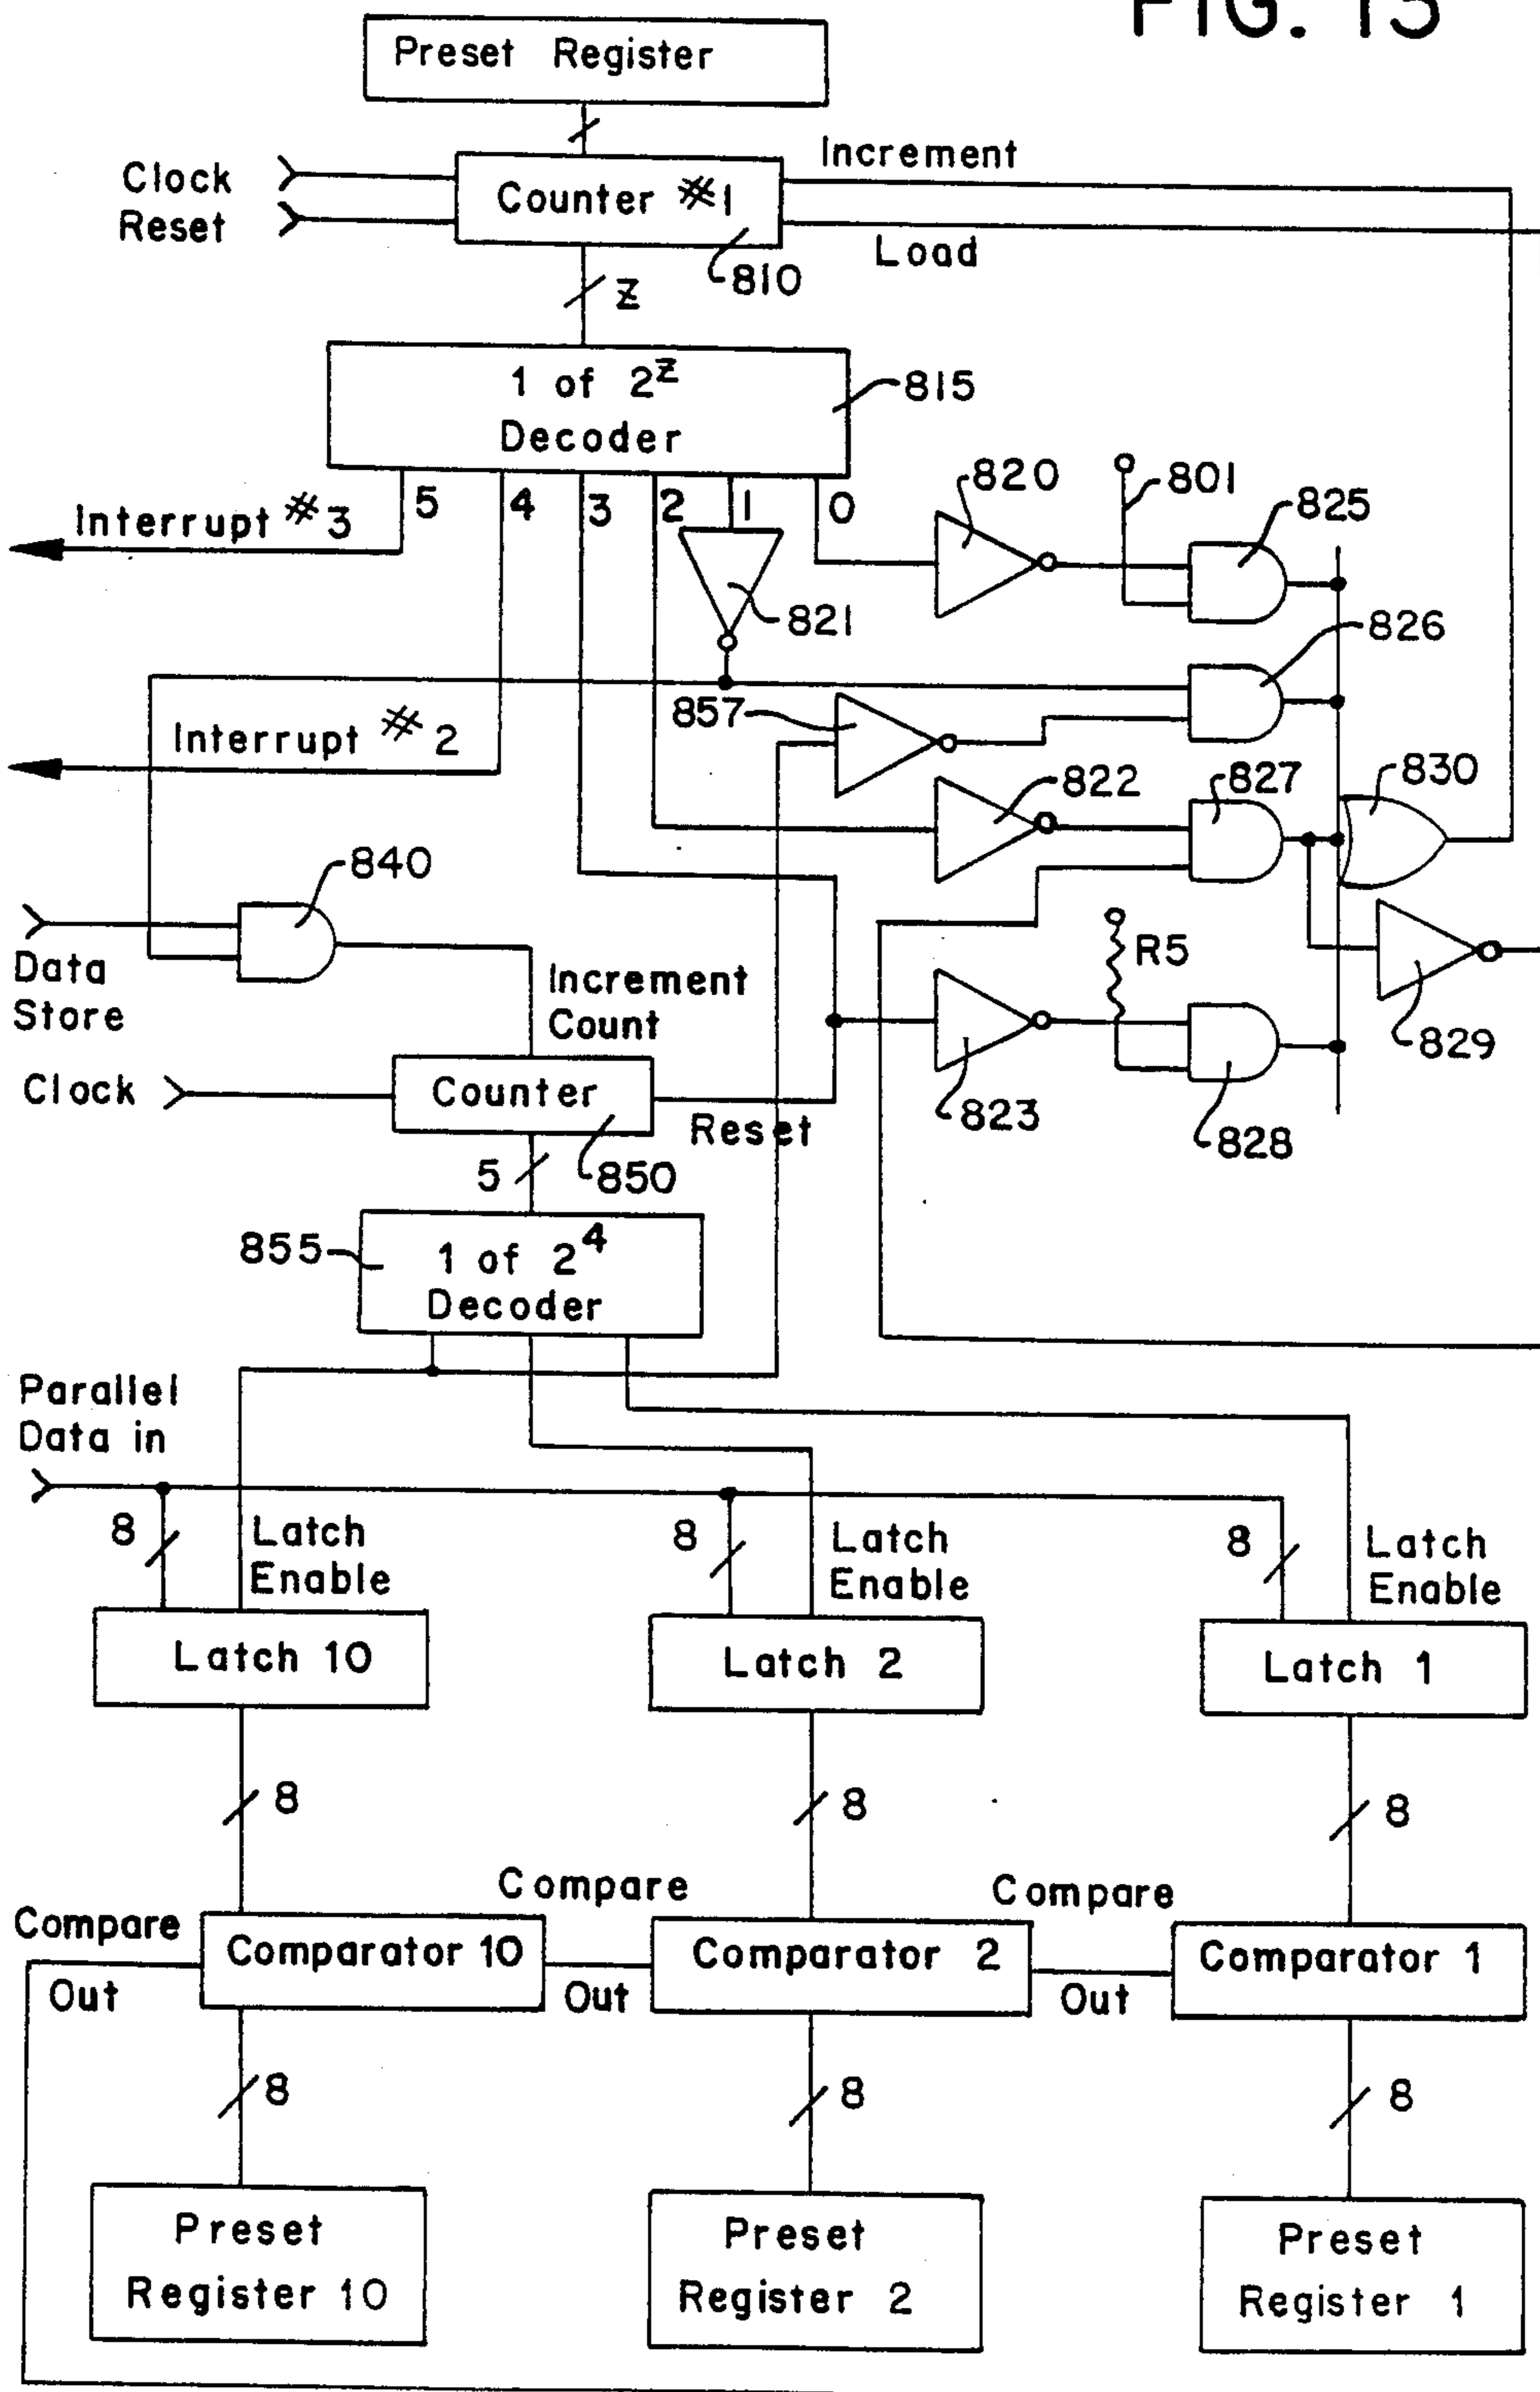 FIG. 13
Preset Register
Clock
Reset
Counter #1
Increment
Load
810
Z
1 of 2^Z
Decoder
815
5
4
3
2
1
0
Interrupt #3
820
801
825
821
826
857
Interrupt #2
822
827
830
840
Data
Store
R5
Increment
Count
829
Clock
Counter
Reset
823
828
5
850
855
1 of 2^4
Decoder
Parallel
Data in
8
Latch
Enable
8
Latch
Enable
8
Latch
Enable
Latch 10
Latch 2
Latch 1
8
8
8
Compare
Compare
Compare
Comparator 10
Comparator 2
Comparator 1
Out
Out
Out
8
8
8
Preset
Register 10
Preset
Register 2
Preset
Register 1